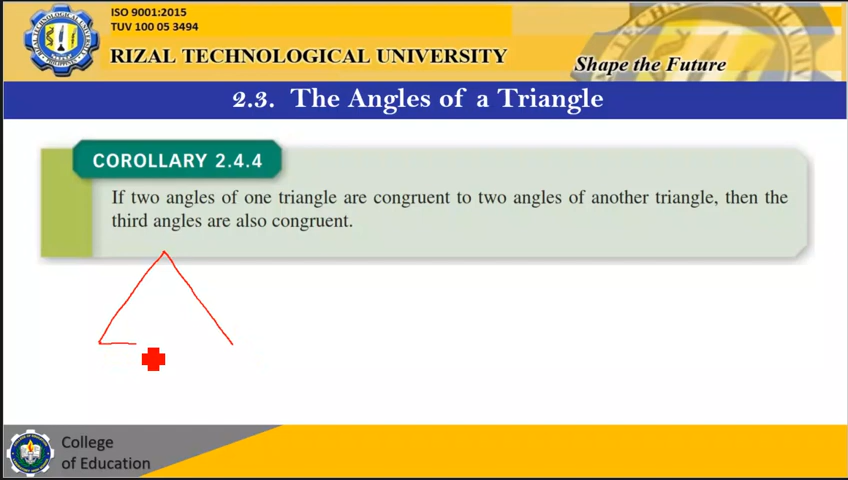 ISO 9001:2015
TUV 100 05 3494
RIZAL TECHNOLOGICAL UNIVERSITY
Shape the Future
2.3. The Angles of a Triangle
COROLLARY 2.4.4
If two angles of one triangle are congruent to two angles of another triangle, then the
third angles are also congruent.
College
of Education